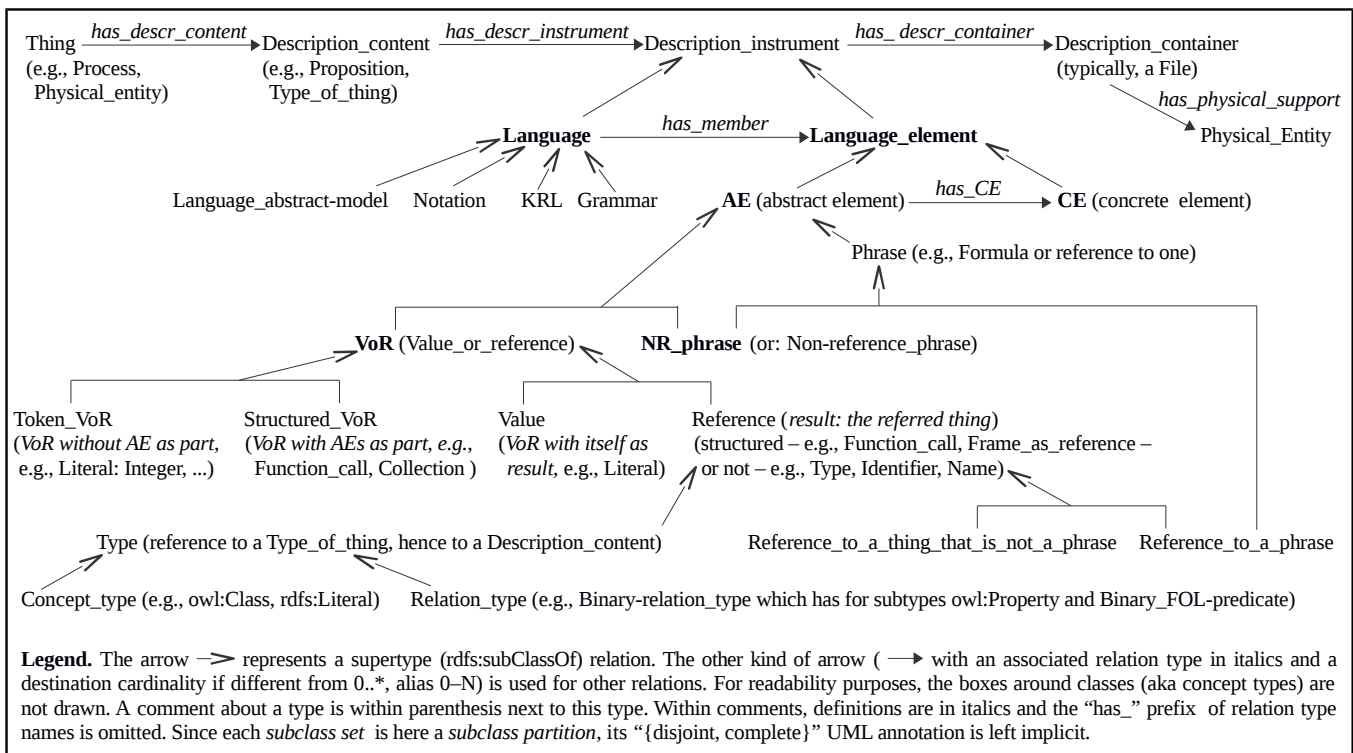 Thing has_descr_content Description_content has_descr_instrument Description_instrument has_ descr_container Description_container
(e.g., Process, (e.g., Proposition, (typically, a File)
Physical_entity) Type_of_thing)
has_physical_support
Language has_member Language_element Physical_Entity
Language_abstract-model Notation KRL Grammar AE (abstract element) has_CE CE (concrete element)
Phrase (e.g., Formula or reference to one)
VoR (Value_or_reference) NR_phrase (or: Non-reference_phrase)
Token_VoR Structured_VoR Value Reference (result: the referred thing)
(VoR without AE as part, (VoR with AEs as part, e.g., (VoR with itself as (structured – e.g., Function_call, Frame_as_reference –
e.g., Literal: Integer, ...) Function_call, Collection ) result, e.g., Literal) or not – e.g., Type, Identifier, Name)
Type (reference to a Type_of_thing, hence to a Description_content) Reference_to_a_thing_that_is_not_a_phrase Reference_to_a_phrase
Concept_type (e.g., owl:Class, rdfs:Literal) Relation_type (e.g., Binary-relation_type which has for subtypes owl:Property and Binary_FOL-predicate)
Legend. The arrow represents a supertype (rdfs:subClassOf) relation. The other kind of arrow ( with an associated relation type in italics and a
destination cardinality if different from 0..*, alias 0–N) is used for other relations. For readability purposes, the boxes around classes (aka concept types) are
not drawn. A comment about a type is within parenthesis next to this type. Within comments, definitions are in italics and the “has_” prefix of relation type
names is omitted. Since each subclass set is here a subclass partition, its “{disjoint, complete}” UML annotation is left implicit.